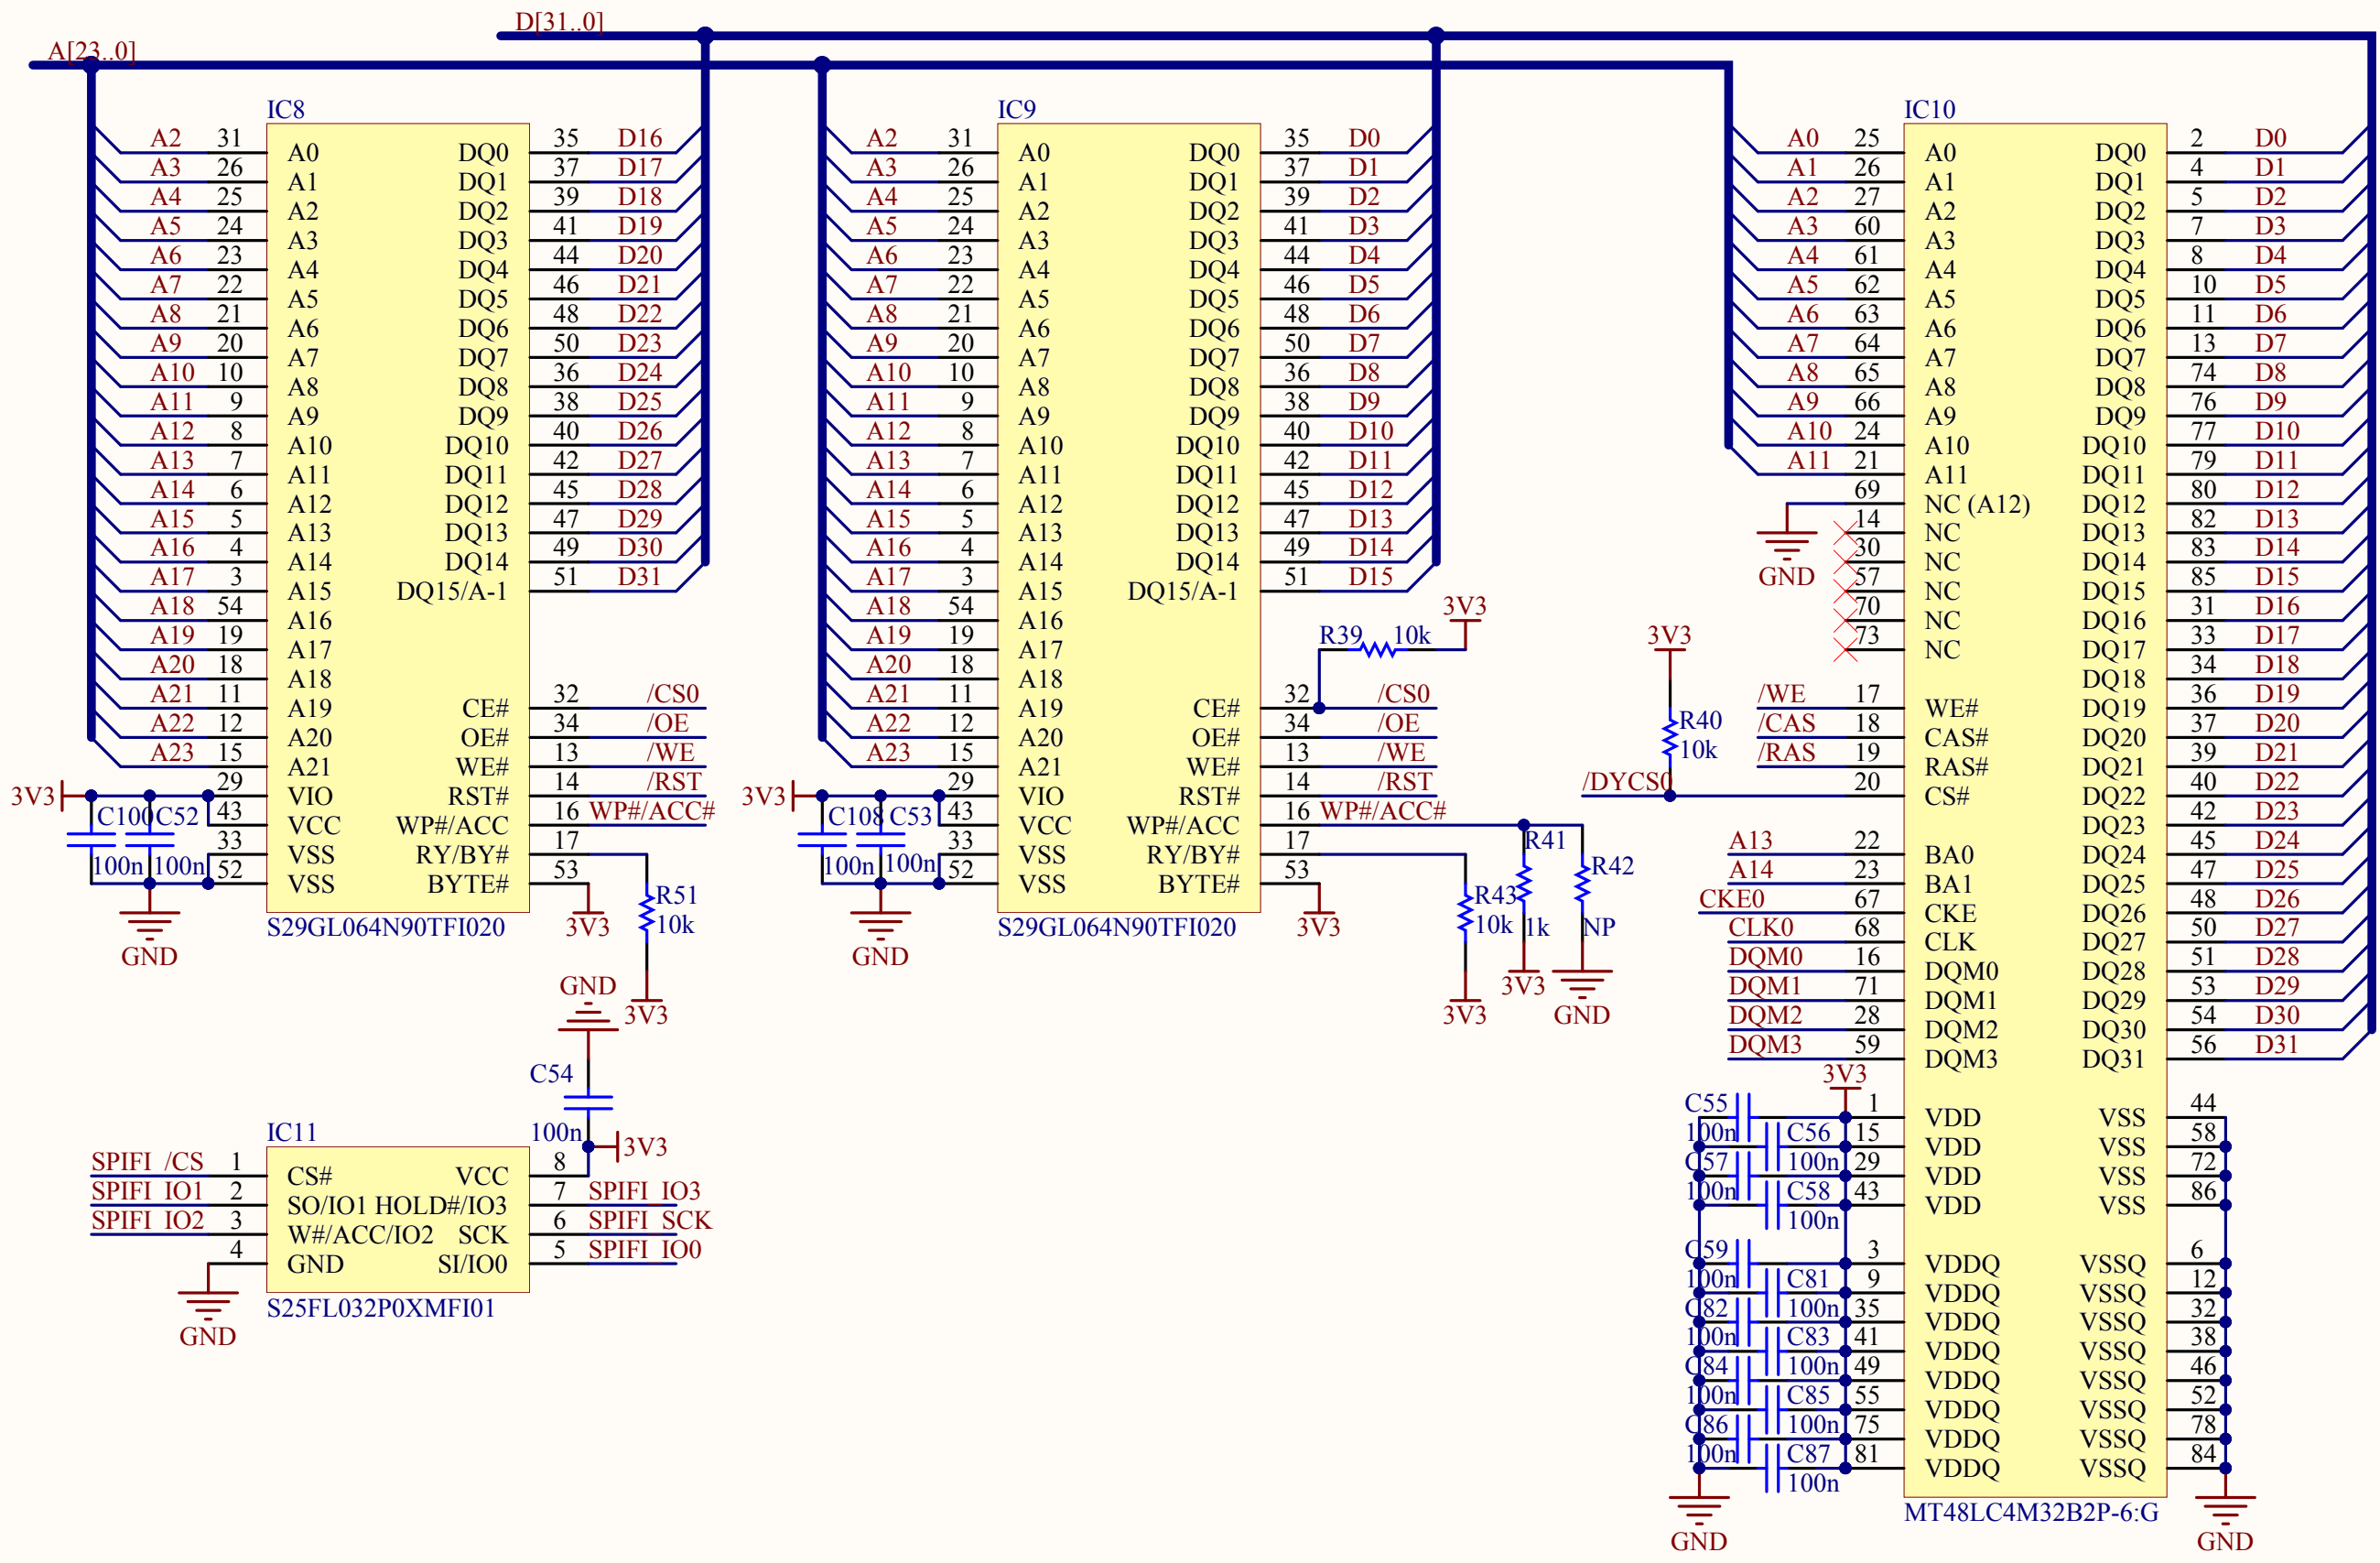 D[31..0]
A[23..0]
IC8
A2 31 A0 DQ0 35 D16
A3 26 A1 DQ1 37 D17
A4 25 A2 DQ2 39 D18
A5 24 A3 DQ3 41 D19
A6 23 A4 DQ4 44 D20
A7 22 A5 DQ5 46 D21
A8 21 A6 DQ6 48 D22
A9 20 A7 DQ7 50 D23
A10 10 A8 DQ8 36 D24
A11 9 A9 DQ9 38 D25
A12 8 A10 DQ10 40 D26
A13 7 A11 DQ11 42 D27
A14 6 A12 DQ12 45 D28
A15 5 A13 DQ13 47 D29
A16 4 A14 DQ14 49 D30
A17 3 A15 DQ15/A-1 51 D31
A18 54 A16
A19 19 A17
A20 18 A18
A21 11 A19 CE# 32 /CS0
A22 12 A20 OE# 34 /OE
A23 15 A21 WE# 13 /WE
3V3 29 VIO RST# 14 /RST
C100 C52 43 VCC WP#/ACC 16 WP#/ACC#
100n 100n 33 VSS RY/BY# 17
52 VSS BYTE# 53
GND
S29GL064N90TFI020
3V3
R51
10k
3V3
IC9
A2 31 A0 DQ0 35 D0
A3 26 A1 DQ1 37 D1
A4 25 A2 DQ2 39 D2
A5 24 A3 DQ3 41 D3
A6 23 A4 DQ4 44 D4
A7 22 A5 DQ5 46 D5
A8 21 A6 DQ6 48 D6
A9 20 A7 DQ7 50 D7
A10 10 A8 DQ8 36 D8
A11 9 A9 DQ9 38 D9
A12 8 A10 DQ10 40 D10
A13 7 A11 DQ11 42 D11
A14 6 A12 DQ12 45 D12
A15 5 A13 DQ13 47 D13
A16 4 A14 DQ14 49 D14
A17 3 A15 DQ15/A-1 51 D15
A18 54 A16
A19 19 A17
A20 18 A18
A21 11 A19 CE# 32 /CS0
A22 12 A20 OE# 34 /OE
A23 15 A21 WE# 13 /WE
3V3 29 VIO RST# 14 /RST
C108 C53 43 VCC WP#/ACC 16 WP#/ACC#
100n 100n 33 VSS RY/BY# 17
52 VSS BYTE# 53
GND
S29GL064N90TFI020
3V3
R39 10k
3V3
R43
10k
3V3
R41
1k
3V3
R42
NP
GND
IC10
A0 25 A0 DQ0 2 D0
A1 26 A1 DQ1 4 D1
A2 27 A2 DQ2 5 D2
A3 60 A3 DQ3 7 D3
A4 61 A4 DQ4 8 D4
A5 62 A5 DQ5 10 D5
A6 63 A6 DQ6 11 D6
A7 64 A7 DQ7 13 D7
A8 65 A8 DQ8 74 D8
A9 66 A9 DQ9 76 D9
A10 24 A10 DQ10 77 D10
A11 21 A11 DQ11 79 D11
69 NC (A12) DQ12 80 D12
14 NC DQ13 82 D13
30 NC DQ14 83 D14
GND 57 NC DQ15 85 D15
70 NC DQ16 31 D16
73 NC DQ17 33 D17
DQ18 34 D18
/WE 17 WE# DQ19 36 D19
/CAS 18 CAS# DQ20 37 D20
/RAS 19 RAS# DQ21 39 D21
/DYCS0 20 CS# DQ22 40 D22
DQ23 42 D23
A13 22 BA0 DQ24 45 D24
A14 23 BA1 DQ25 47 D25
CKE0 67 CKE DQ26 48 D26
CLK0 68 CLK DQ27 50 D27
DQM0 16 DQM0 DQ28 51 D28
DQM1 71 DQM1 DQ29 53 D29
DQM2 28 DQM2 DQ30 54 D30
DQM3 59 DQM3 DQ31 56 D31
3V3
R40
10k
3V3
C55 100n 1 VDD VSS 44
C56 100n 15 VDD VSS 58
C57 100n 29 VDD VSS 72
C58 100n 43 VDD VSS 86
C59 100n 3 VDDQ VSSQ 6
C81 100n 9 VDDQ VSSQ 12
C82 100n 35 VDDQ VSSQ 32
C83 100n 41 VDDQ VSSQ 38
C84 100n 49 VDDQ VSSQ 46
C85 100n 55 VDDQ VSSQ 52
C86 100n 75 VDDQ VSSQ 78
C87 100n 81 VDDQ VSSQ 84
MT48LC4M32B2P-6:G
GND
GND
GND
C54
100n
3V3
IC11
SPIFI_/CS 1 CS# VCC 8
SPIFI_IO1 2 SO/IO1 HOLD#/IO3 7 SPIFI_IO3
SPIFI_IO2 3 W#/ACC/IO2 SCK 6 SPIFI_SCK
4 GND SI/IO0 5 SPIFI_IO0
S25FL032P0XMFI01
GND